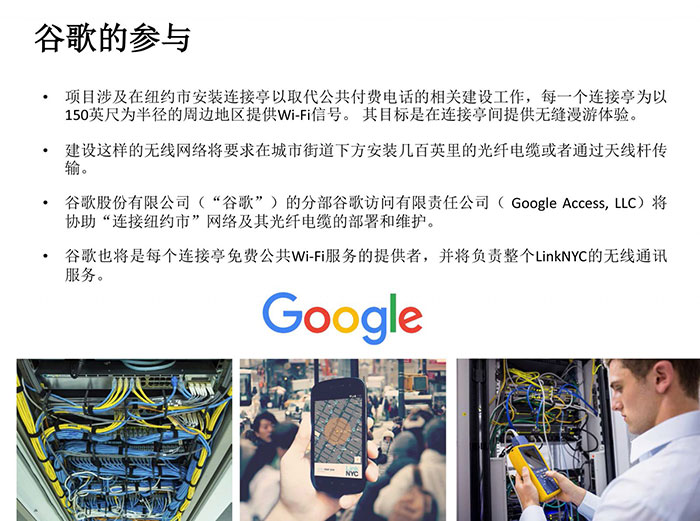 谷歌的参与
• 项目涉及在纽约市安装连接亭以取代公共付费电话的相关建设工作，每一个连接亭为以
150英尺为半径的周边地区提供Wi-Fi信号。 其目标是在连接亭间提供无缝漫游体验。
• 建设这样的无线网络将要求在城市街道下方安装几百英里的光纤电缆或者通过天线杆传
输。
• 谷歌股份有限公司（“谷歌”）的分部谷歌访问有限责任公司（ Google Access, LLC）将
协助“连接纽约市”网络及其光纤电缆的部署和维护。
• 谷歌也将是每个连接亭免费公共Wi-Fi服务的提供者，并将负责整个LinkNYC的无线通讯
服务。
Google
NYC